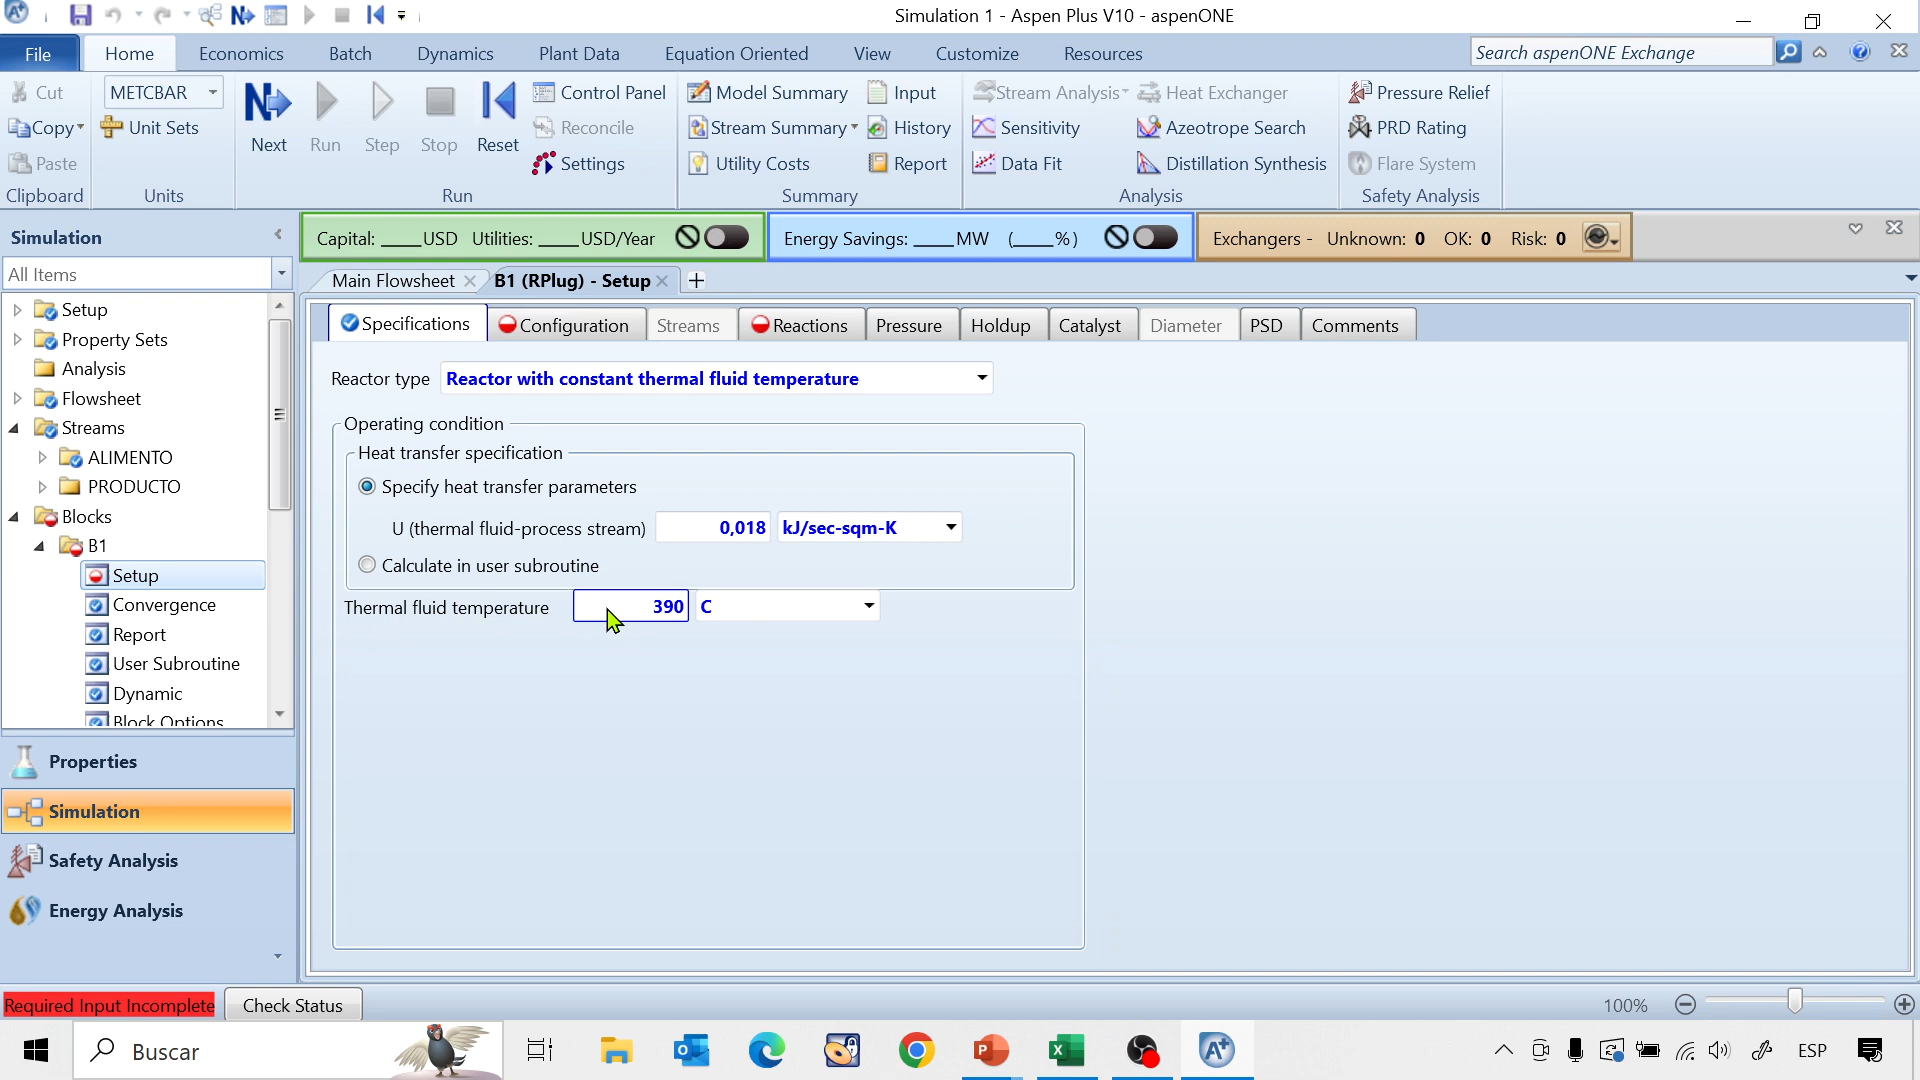 Simulation 1 - Aspen Plus V10 - aspenONE
File Home Economics Batch Dynamics Plant Data Equation Oriented View Customize Resources Search aspenONE Exchange
Cut METCBAR Control Panel Model Summary Input Stream Analysis Heat Exchanger Pressure Relief
Copy Unit Sets Reconcile Stream Summary History Sensitivity Azeotrope Search PRD Rating
Next Run Step Stop Reset
Paste Settings Utility Costs Report Data Fit Distillation Synthesis Flare System
Clipboard Units Run Summary Analysis Safety Analysis
Simulation
Capital: ____USD Utilities: ____USD/Year Energy Savings: ____MW (____%) Exchangers - Unknown: 0 OK: 0 Risk: 0
All Items
Main Flowsheet B1 (RPlug) - Setup +
Setup
Property Sets
Analysis
Flowsheet
Streams
ALIMENTO
PRODUCTO
Blocks
B1
Setup
Convergence
Report
User Subroutine
Dynamic
Block Options
Specifications Configuration Streams Reactions Pressure Holdup Catalyst Diameter PSD Comments
Reactor type Reactor with constant thermal fluid temperature
Operating condition
Heat transfer specification
Specify heat transfer parameters
U (thermal fluid-process stream) 0,018 kJ/sec-sqm-K
Calculate in user subroutine
Thermal fluid temperature 390 C
Properties
Simulation
Safety Analysis
Energy Analysis
Required Input Incomplete Check Status 100%
Buscar ESP